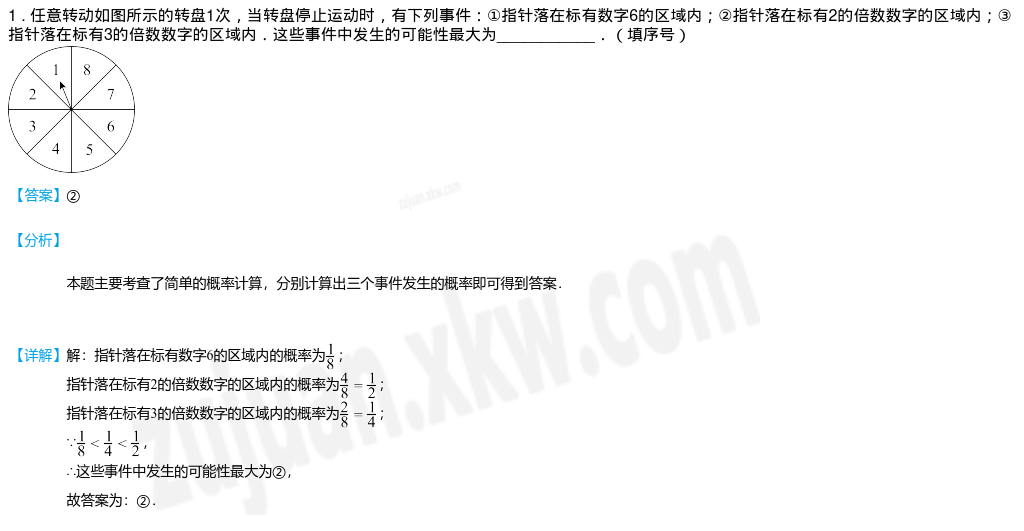 1．任意转动如图所示的转盘1次，当转盘停止运动时，有下列事件：①指针落在标有数字6的区域内；②指针落在标有2的倍数数字的区域内；③
指针落在标有3的倍数数字的区域内．这些事件中发生的可能性最大为____________．（填序号）
1 8
2 7
3 6
4 5
【答案】②
zujuan.xkw.com
【分析】
本题主要考查了简单的概率计算，分别计算出三个事件发生的概率即可得到答案．
zujuan.xkw.com
【详解】解：指针落在标有数字6的区域内的概率为1/8；
指针落在标有2的倍数数字的区域内的概率为4/8=1/2；
指针落在标有3的倍数数字的区域内的概率为2/8=1/4；
∵1/8<1/4<1/2，
∴这些事件中发生的可能性最大为②，
故答案为：②．